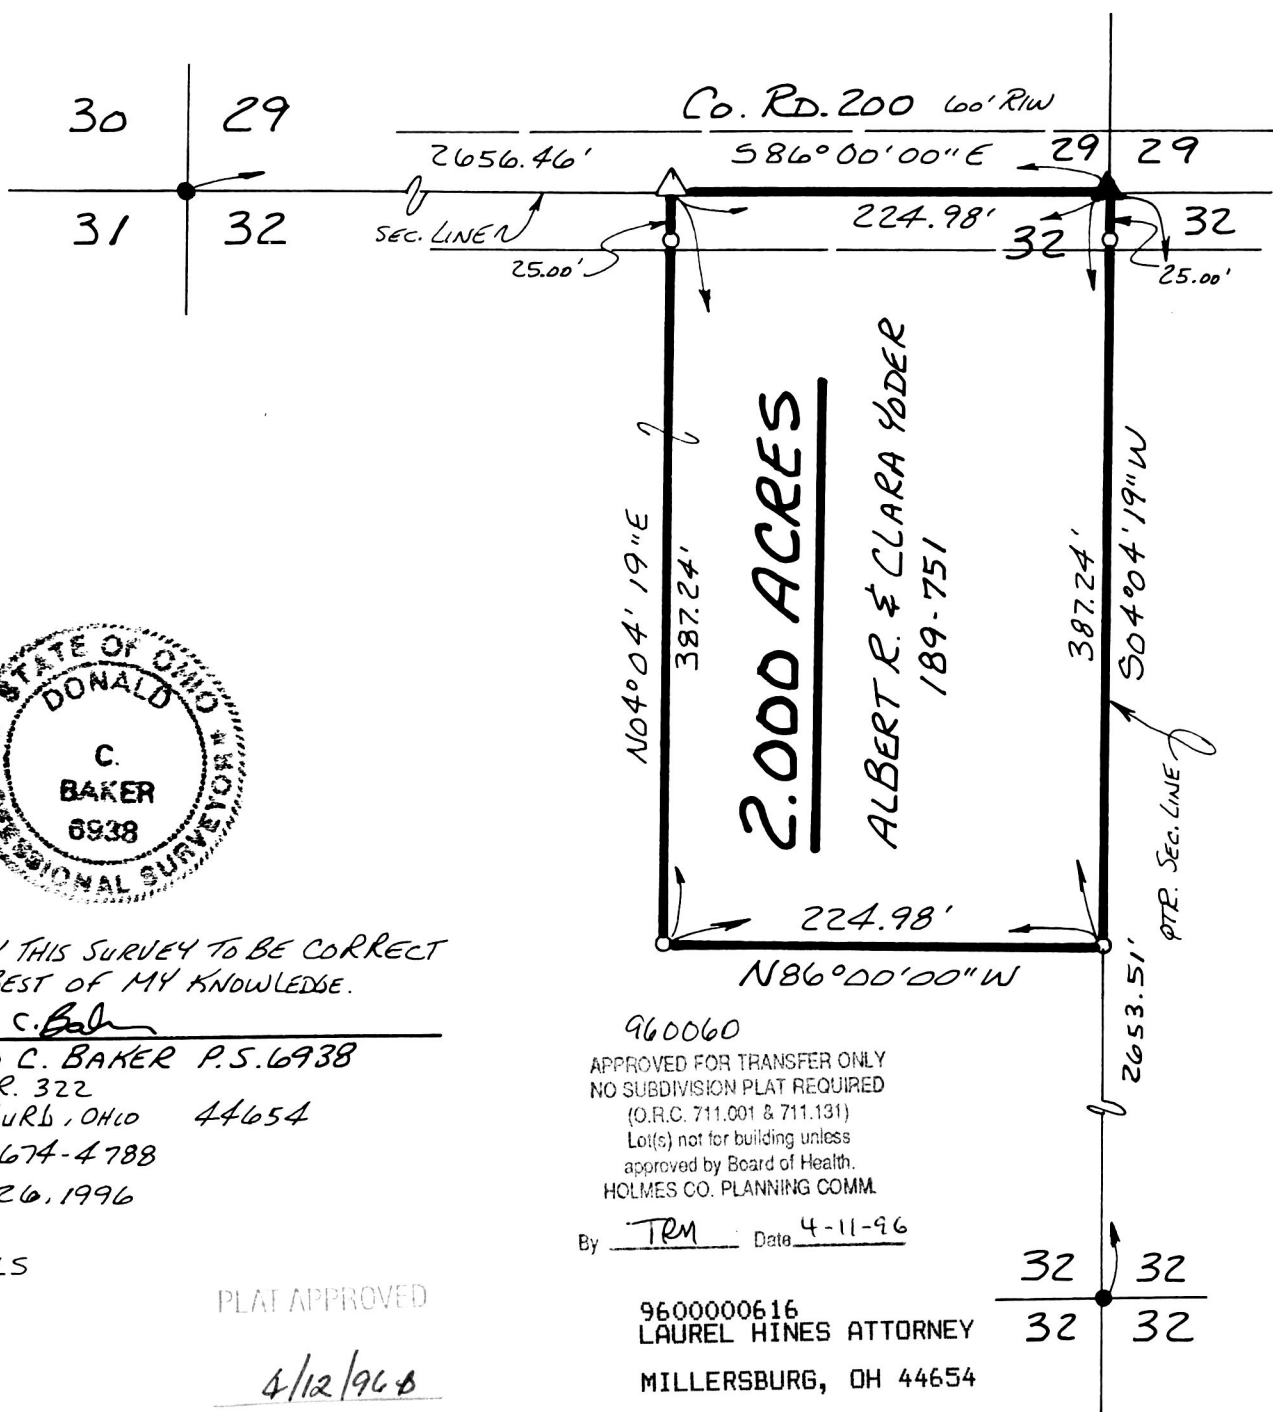 Co. RD. 200 60' R/W
30 29
2656.46' S86°00'00"E 29 29
31 32
SEC. LINE
224.98' 32 32
25.00' 25.00'
2.000 ACRES
ALBERT R. & CLARA YODER
189-751
N04°04'19"E
387.24'
387.24'
S04°04'19"W
QTR. SEC. LINE
224.98'
N86°00'00"W
2653.51'
STATE OF OHIO
DONALD
C.
BAKER
6938
SURVEYOR
THIS SURVEY TO BE CORRECT
BEST OF MY KNOWLEDGE.
C. Baker
C. BAKER P.S. 6938
R. 322
OHIO 44654
674-4788
26, 1996
LS
PLAT APPROVED
4/12/96
960060
APPROVED FOR TRANSFER ONLY
NO SUBDIVISION PLAT REQUIRED
(O.R.C. 711.001 & 711.131)
Lot(s) not for building unless
approved by Board of Health.
HOLMES CO. PLANNING COMM.
By TRM Date 4-11-96
9600000616
LAUREL HINES ATTORNEY
MILLERSBURG, OH 44654
32 32
32 32